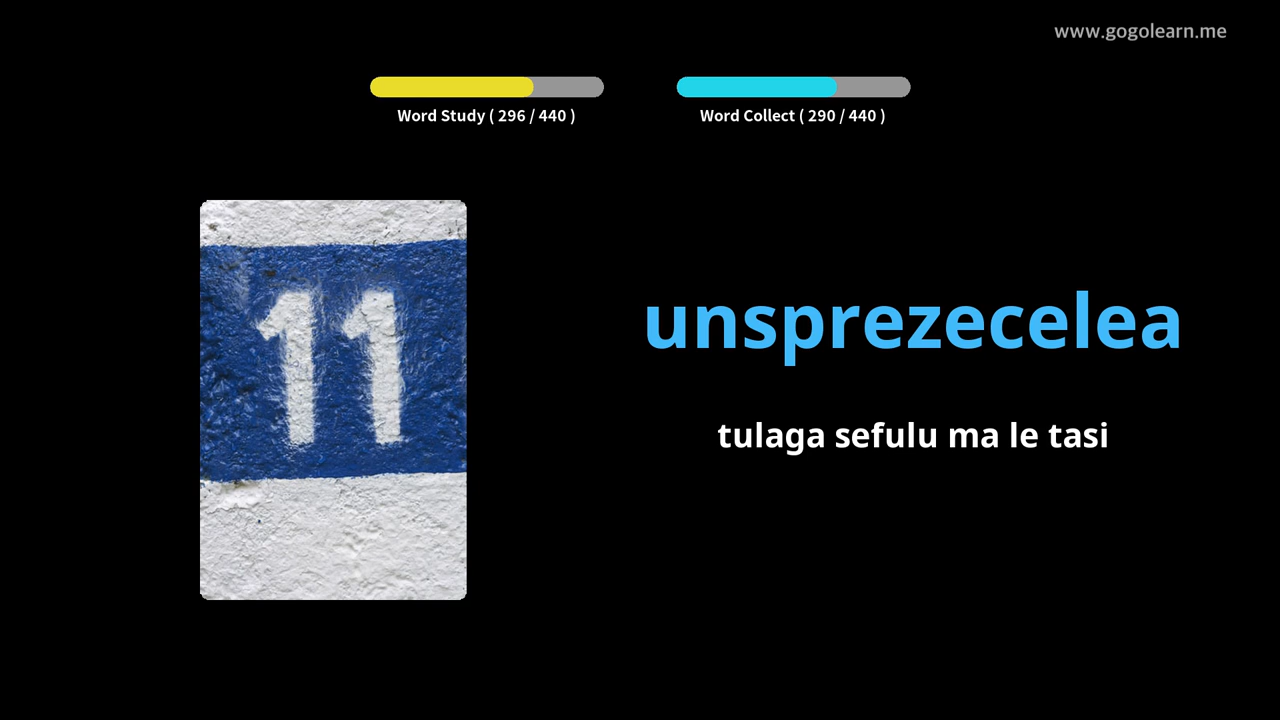 www.gogolearn.me
Word Study ( 296 / 440 )
Word Collect ( 290 / 440 )
11
unsprezecelea
tulaga sefulu ma le tasi